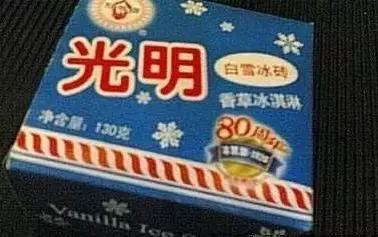 光明
白雪冰砖
香草冰淇淋
净含量：130克
80周年
Vanilla Ice